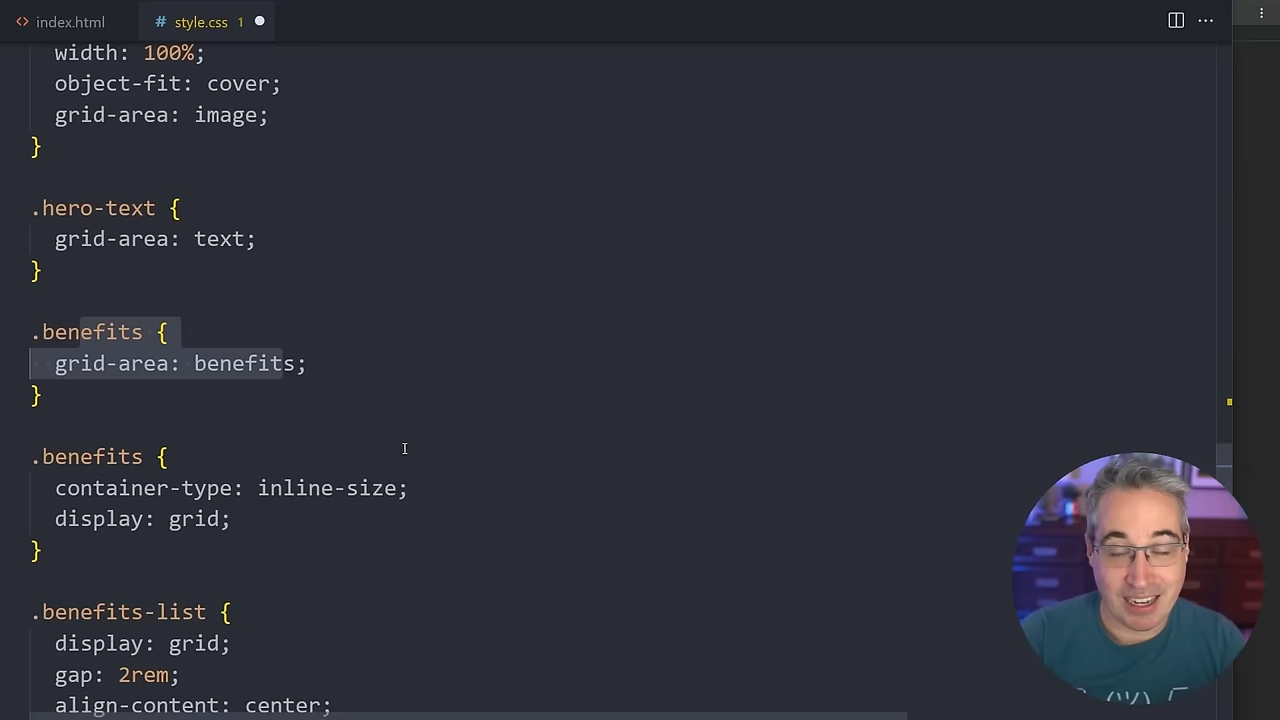 <> index.html # style.css 1
width: 100%;
object-fit: cover;
grid-area: image;
}
.hero-text {
grid-area: text;
}
.benefits {
grid-area: benefits;
}
.benefits {
container-type: inline-size;
display: grid;
}
.benefits-list {
display: grid;
gap: 2rem;
align-content: center;